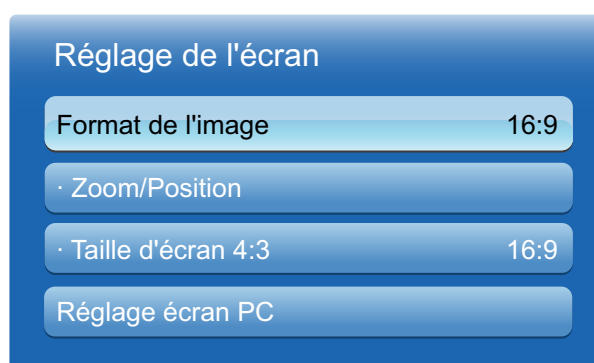 Réglage de l'écran
Format de l'image 16:9
· Zoom/Position
· Taille d'écran 4:3 16:9
Réglage écran PC